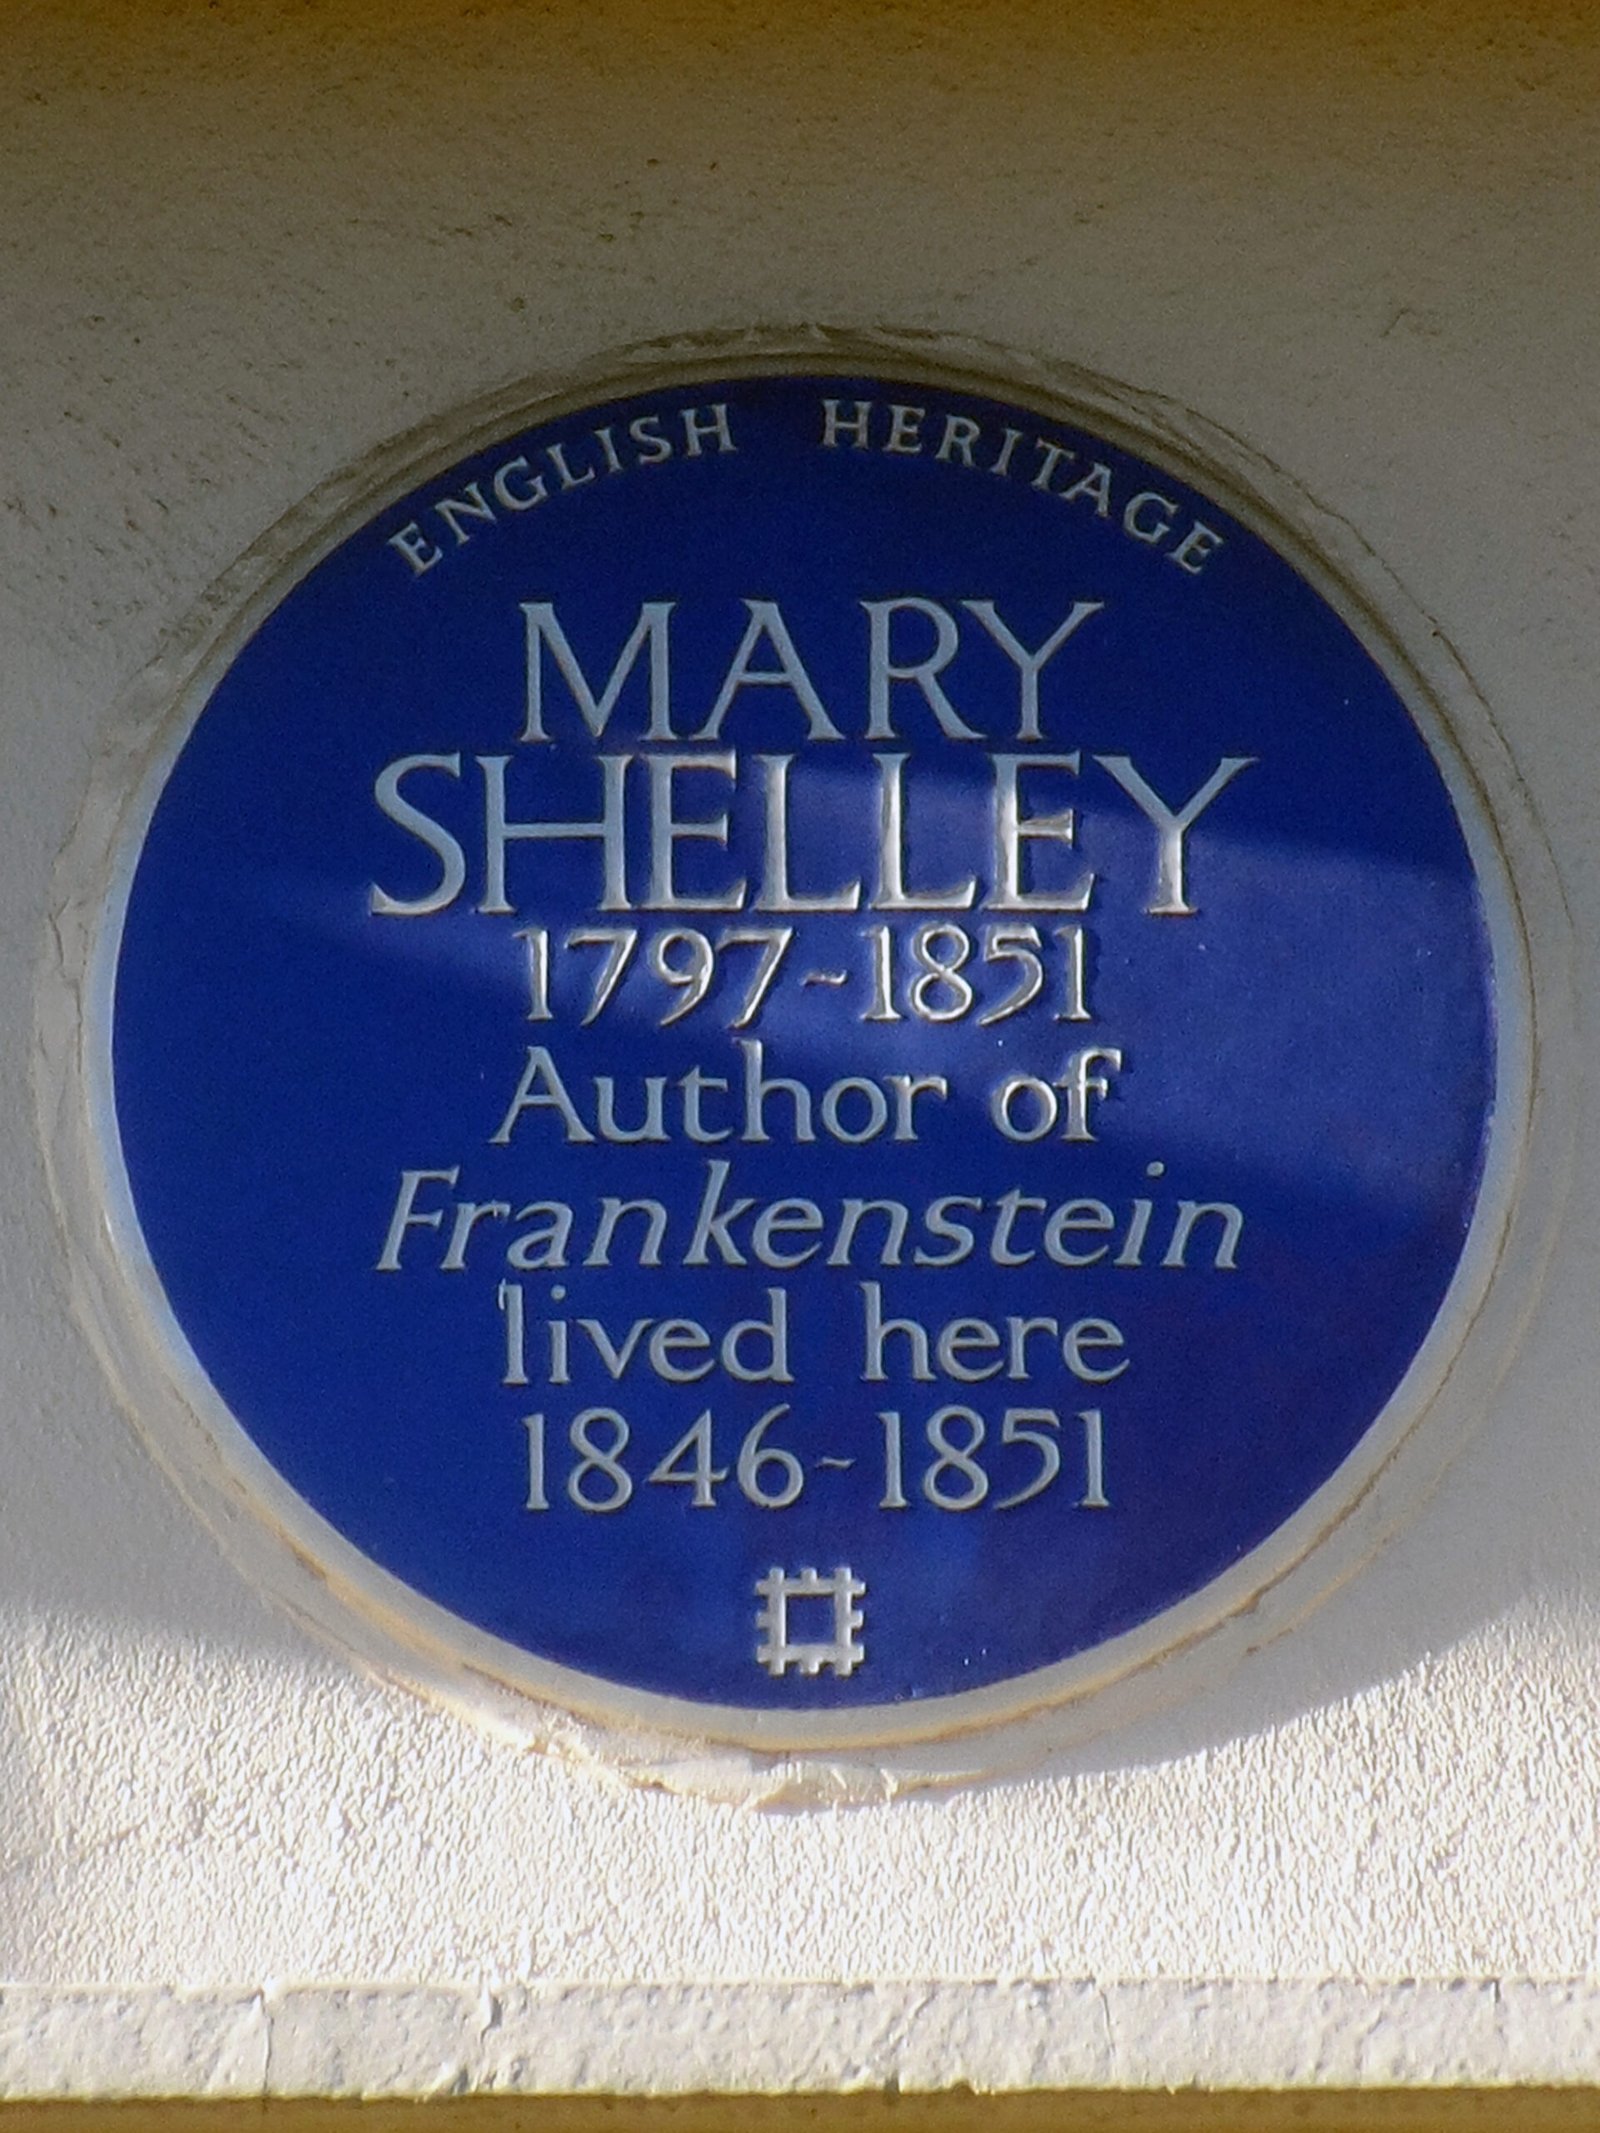 ENGLISH HERITAGE
MARY
SHELLEY
1797-1851
Author of
Frankenstein
lived here
1846-1851